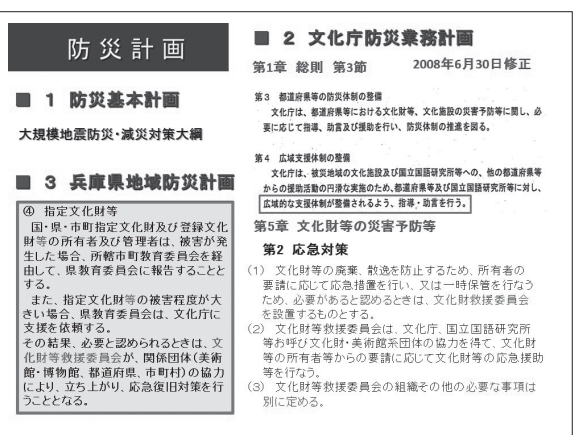 防災計画
■ 1 防災基本計画
大規模地震防災・減災対策大綱
■ 3 兵庫県地域防災計画
④ 指定文化財等
国・県・市町指定文化財及び登録文化
財等の所有者及び管理者は、被害が発
生した場合、所轄市町教育委員会を経
由して、県教育委員会に報告することと
する。
また、指定文化財等の被害程度が大
きい場合、県教育委員会は、文化庁に
支援を依頼する。
その結果、必要と認められるときは、文
化財等救援委員会が、関係団体(美術
館・博物館、都道府県、市町村)の協力
により、立ち上がり、応急復旧対策を行
うこととなる。
■ 2 文化庁防災業務計画
第1章 総則 第3節 2008年6月30日修正
第3 都道府県等の防災体制の整備
文化庁は、都道府県等における文化財等、文化施設の災害予防等に関し、必
要に応じて指導、助言及び援助を行い、防災体制の推進を図る。
第4 広域支援体制の整備
文化庁は、被災地域の文化施設及び国立国語研究所等への、他の都道府県等
からの援助活動の円滑な実施のため、都道府県等及び国立国語研究所等に対し、
広域的な支援体制が整備されるよう、指導・助言を行う。
第5章 文化財等の災害予防等
第2 応急対策
(1) 文化財等の廃棄、散逸を防止するため、所有者の
要請に応じて応急措置を行い、又は一時保管を行なう
ため、必要があると認めるときは、文化財救援委員会
を設置するものとする。
(2) 文化財等救援委員会は、文化庁、国立国語研究所
等お呼び文化財・美術館系団体の協力を得て、文化財
等の所有者等からの要請に応じて文化財等の応急援助
等を行なう。
(3) 文化財等救援委員会の組織その他の必要な事項は
別に定める。